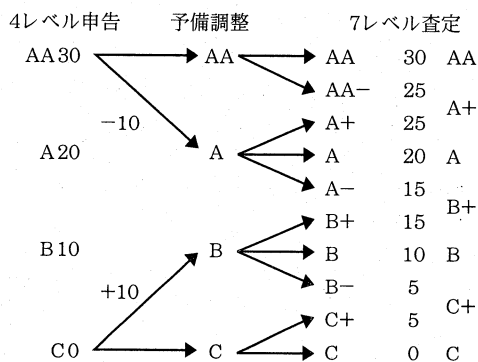 4レベル申告 予備調整 7レベル査定
AA30 AA AA 30 AA
AA- 25
A+
A+ 25
-10
A20 A A 20 A
A- 15
B+
B+ 15
B10 B B 10 B
B- 5
+10 C+
C+ 5
C0 C C 0 C